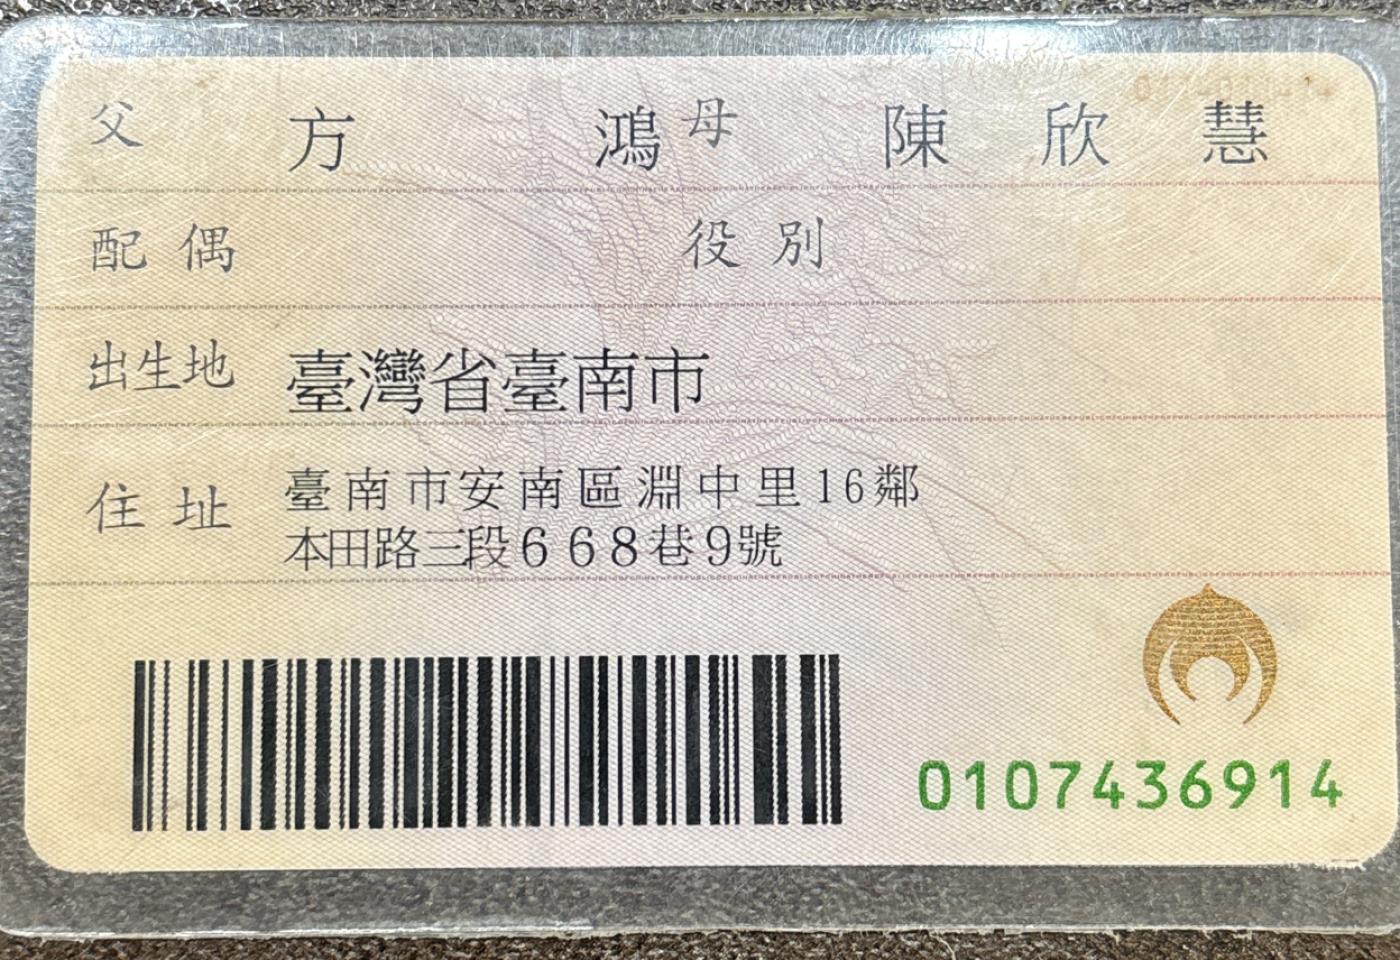 父 方 鴻 母 陳 欣 慧
配偶 役別
出生地 臺灣省臺南市
住址 臺南市安南區淵中里16鄰
本田路三段668巷9號
0107436914